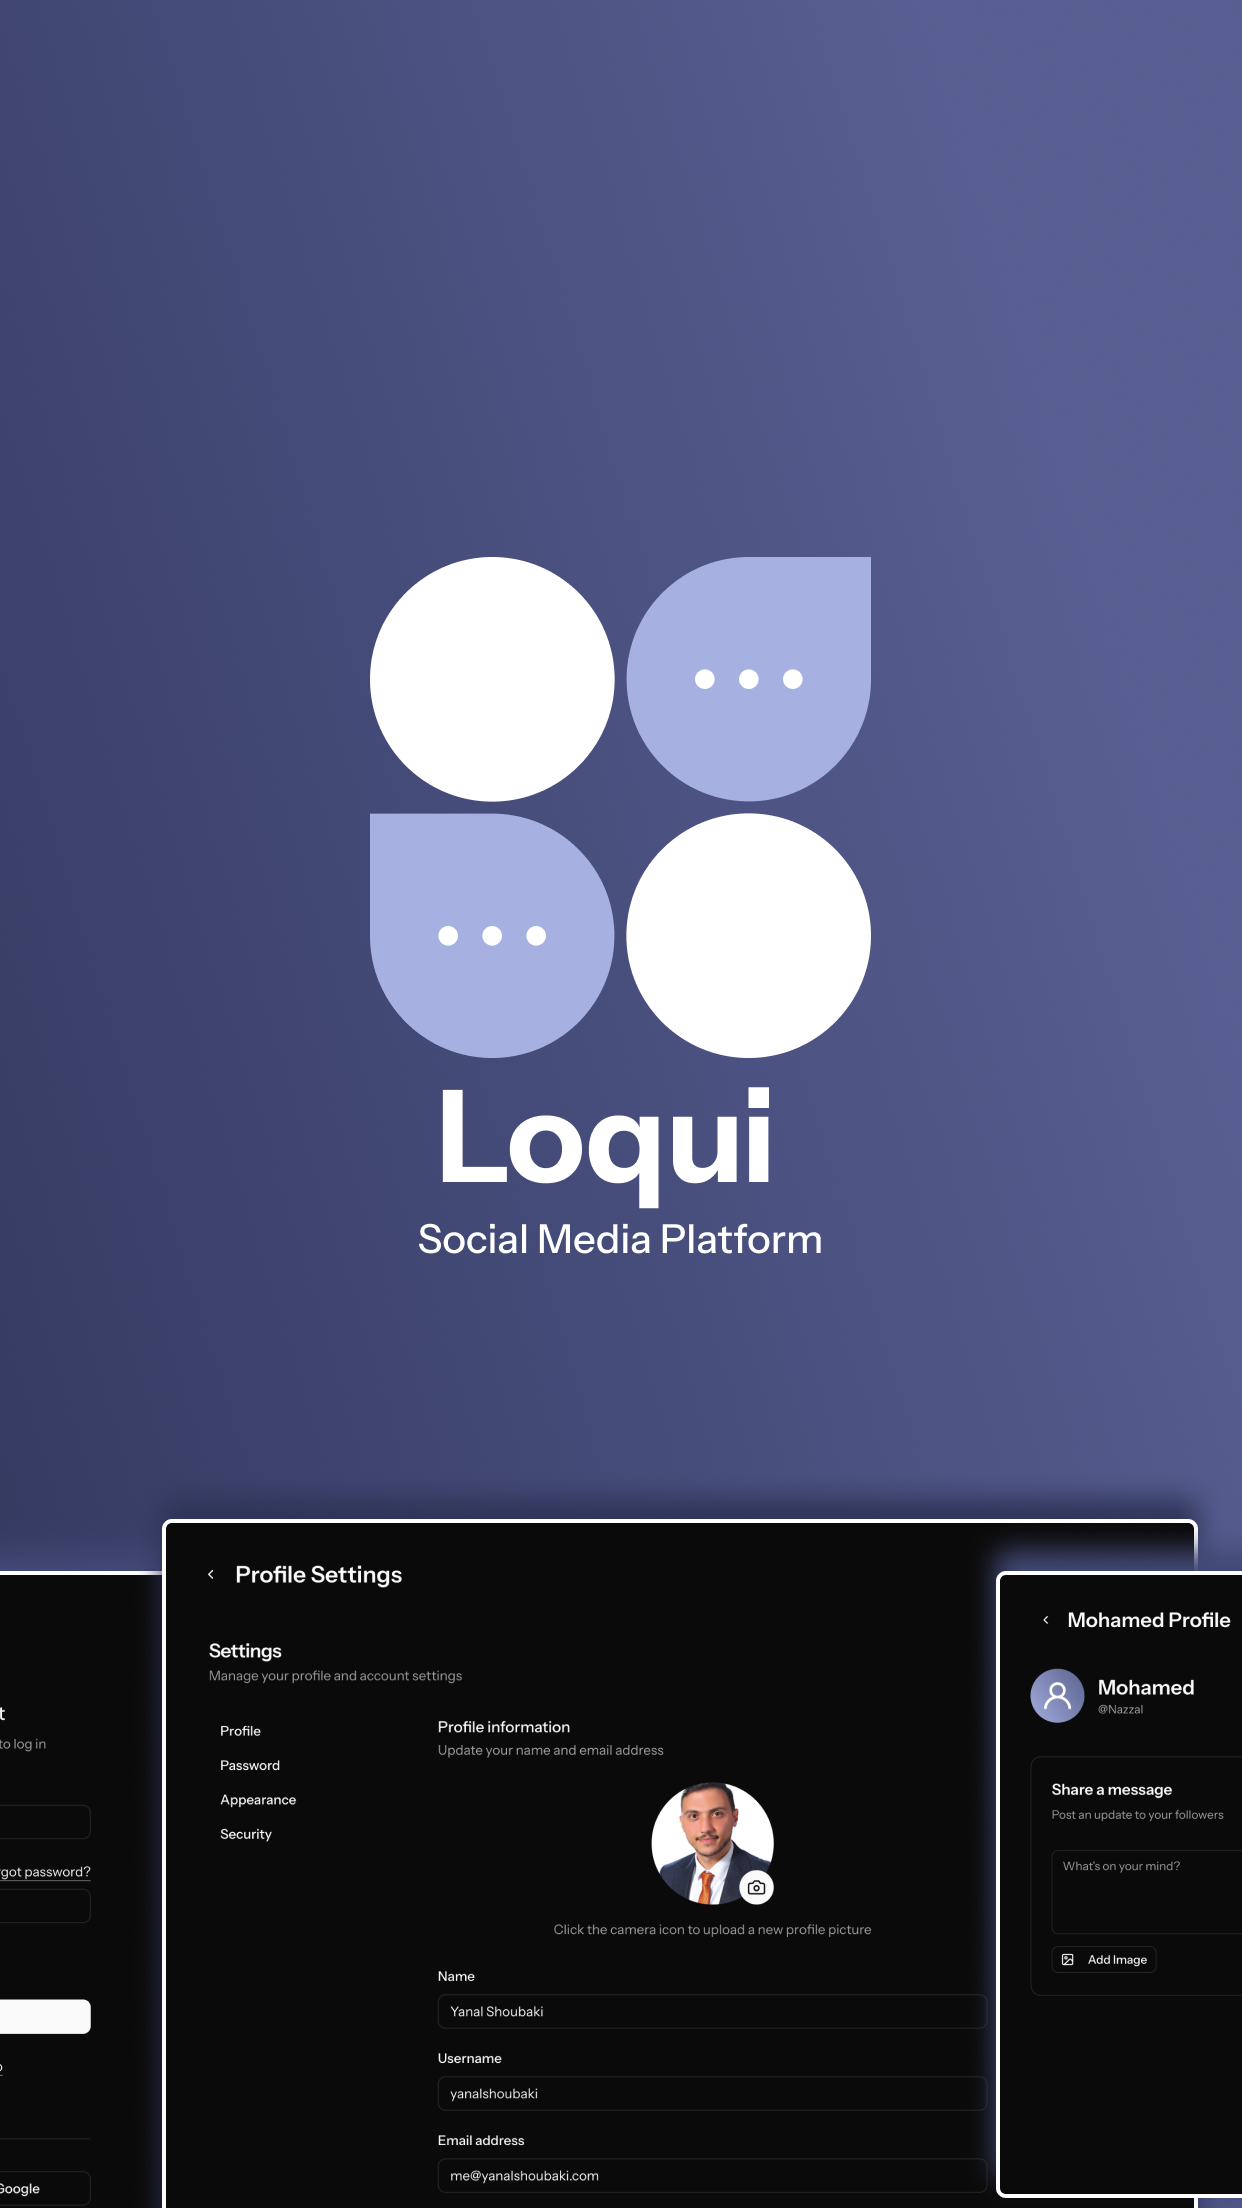 Loqui
Social Media Platform
to log in
got password?
Google
Profile Settings
Settings
Manage your profile and account settings
Profile
Password
Appearance
Security
Profile information
Update your name and email address
Click the camera icon to upload a new profile picture
Name
Yanal Shoubaki
Username
yanalshoubaki
Email address
me@yanalshoubaki.com
Mohamed Profile
Mohamed
@Nazzal
Share a message
Post an update to your followers
What's on your mind?
Add Image